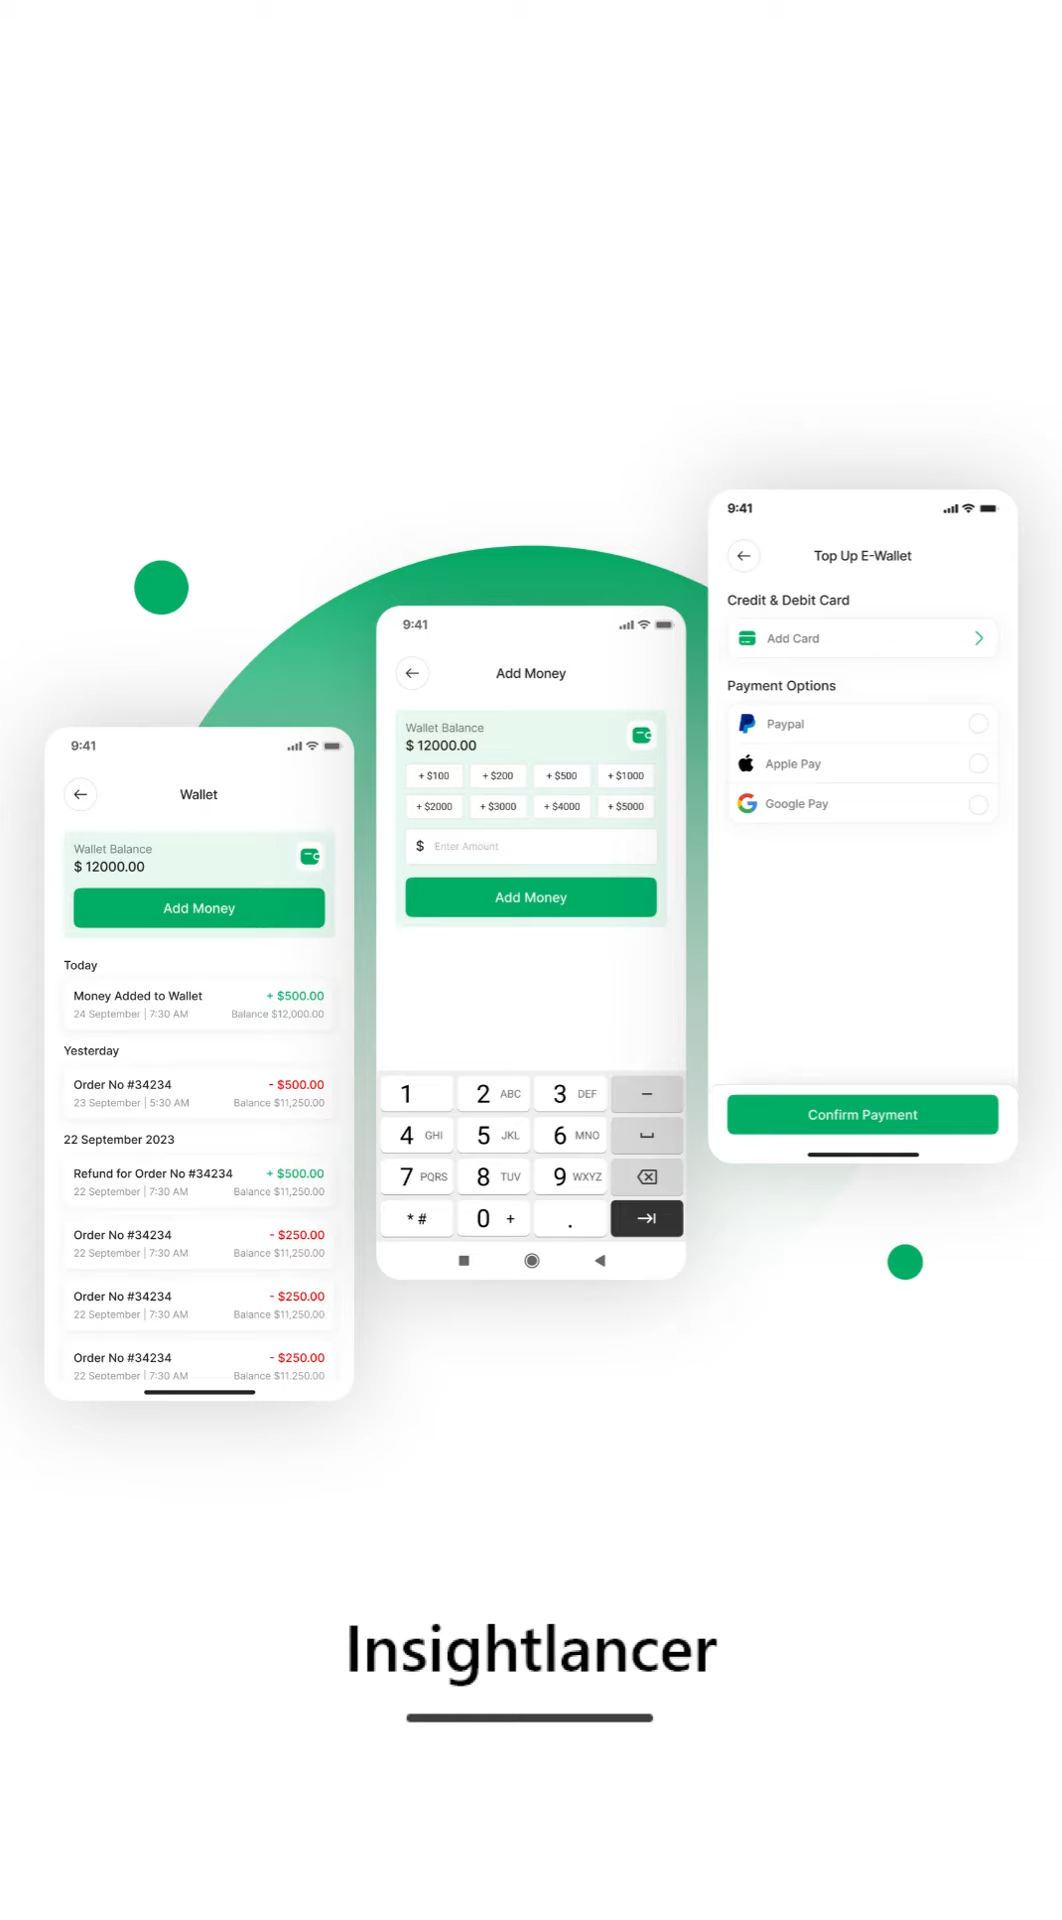 9:41
Wallet
Wallet Balance
$ 12000.00
Add Money
Today
Money Added to Wallet + $500.00
24 September | 7:30 AM Balance $12,000.00
Yesterday
Order No #34234 - $500.00
23 September | 5:30 AM Balance $11,250.00
22 September 2023
Refund for Order No #34234 + $500.00
22 September | 7:30 AM Balance $11,250.00
Order No #34234 - $250.00
22 September | 7:30 AM Balance $11,250.00
Order No #34234 - $250.00
22 September | 7:30 AM Balance $11,250.00
Order No #34234 - $250.00
22 September | 7:30 AM Balance $11,250.00
9:41
Add Money
Wallet Balance
$ 12000.00
+ $100 + $200 + $500 + $1000
+ $2000 + $3000 + $4000 + $5000
$ Enter Amount
Add Money
1 2 ABC 3 DEF –
4 GHI 5 JKL 6 MNO
7 PQRS 8 TUV 9 WXYZ
* # 0 + .
9:41
Top Up E-Wallet
Credit & Debit Card
Add Card
Payment Options
Paypal
Apple Pay
Google Pay
Confirm Payment
Insightlancer